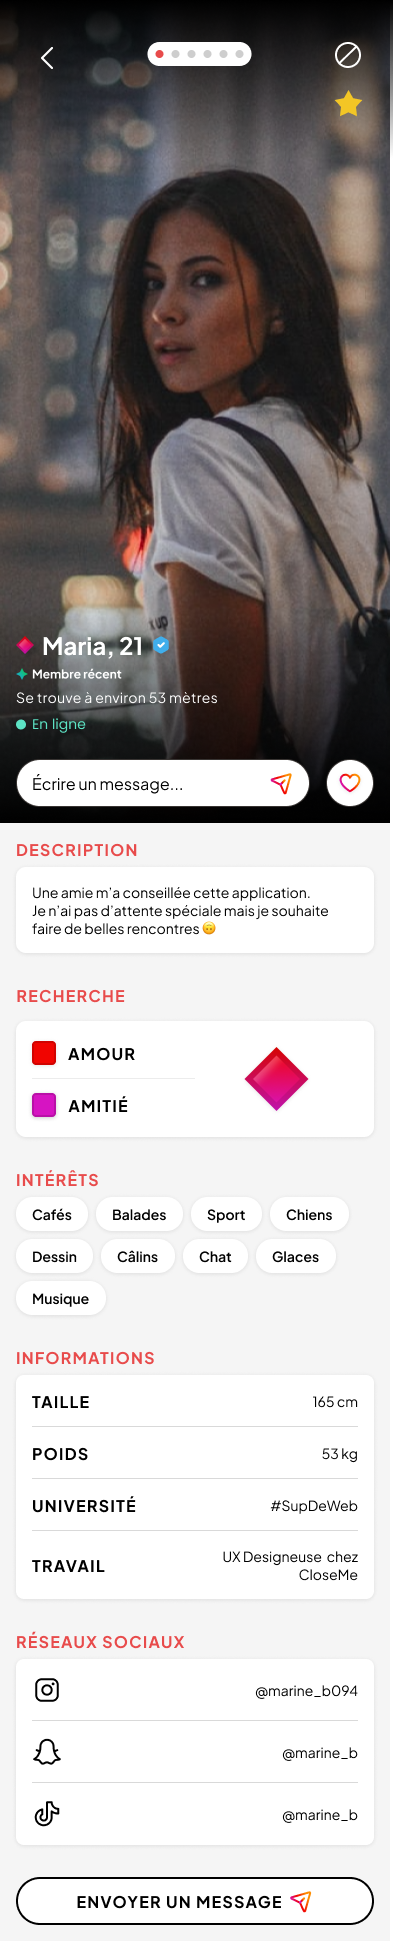 Maria, 21
Membre récent
Se trouve à environ 53 mètres
En ligne
Écrire un message...
DESCRIPTION
Une amie m'a conseillée cette application.
Je n'ai pas d'attente spéciale mais je souhaite
faire de belles rencontres 🙃
RECHERCHE
AMOUR
AMITIÉ
INTÉRÊTS
Cafés Balades Sport Chiens
Dessin Câlins Chat Glaces
Musique
INFORMATIONS
TAILLE 165 cm
POIDS 53 kg
UNIVERSITÉ #SupDeWeb
TRAVAIL UX Designeuse chez
CloseMe
RÉSEAUX SOCIAUX
@marine_b094
@marine_b
@marine_b
ENVOYER UN MESSAGE